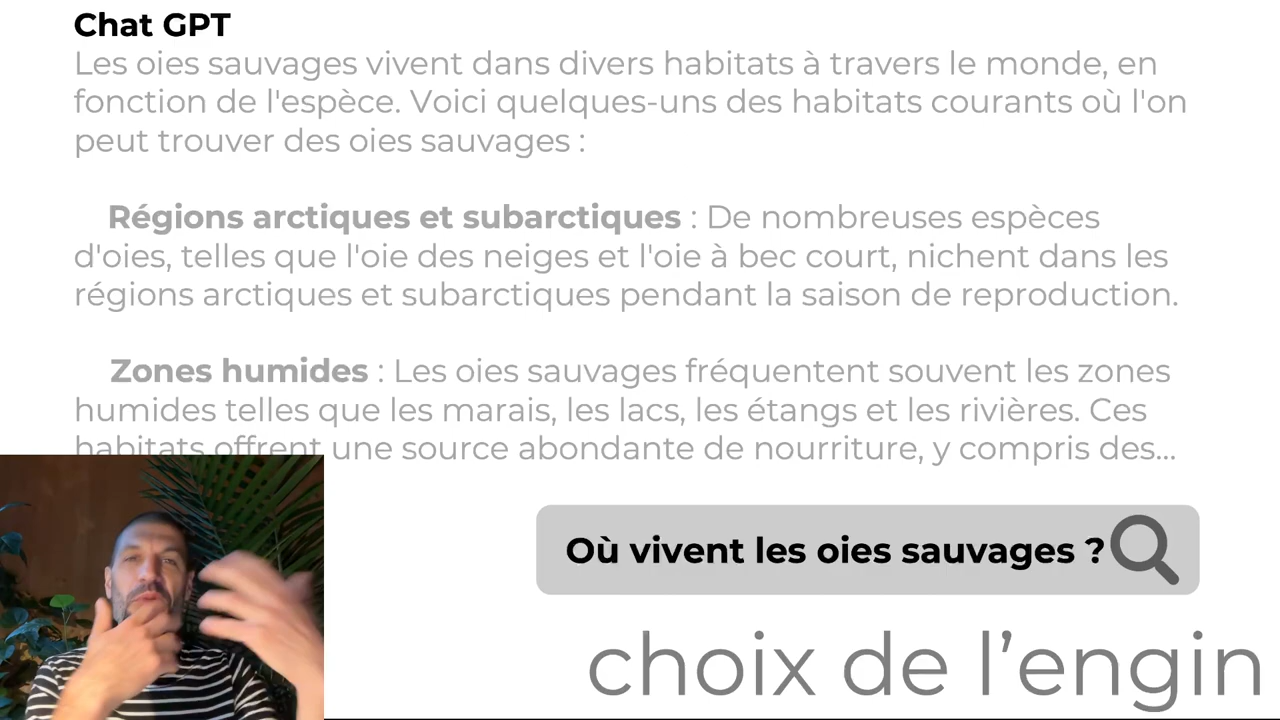 Chat GPT
Les oies sauvages vivent dans divers habitats à travers le monde, en
fonction de l'espèce. Voici quelques-uns des habitats courants où l'on
peut trouver des oies sauvages :
Régions arctiques et subarctiques : De nombreuses espèces
d'oies, telles que l'oie des neiges et l'oie à bec court, nichent dans les
régions arctiques et subarctiques pendant la saison de reproduction.
Zones humides : Les oies sauvages fréquentent souvent les zones
humides telles que les marais, les lacs, les étangs et les rivières. Ces
habitats offrent une source abondante de nourriture, y compris des...
Où vivent les oies sauvages ?
choix de l’engin